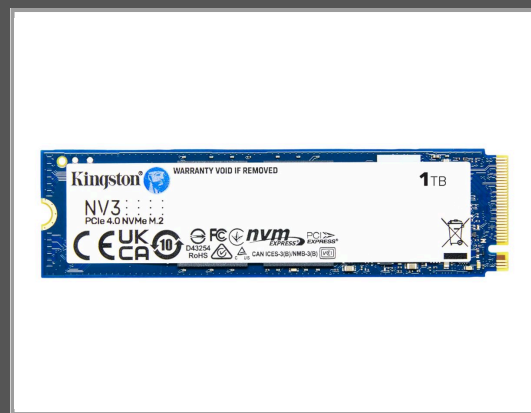 WARRANTY VOID IF REMOVED
Kingston
1TB
NV3
PCIe 4.0 NVMe M.2
CE UK CA 10
FC
nvm EXPRESS
PCI EXPRESS®
D43254
RoHS
CAN ICES-3(B)/NMB-3(B)